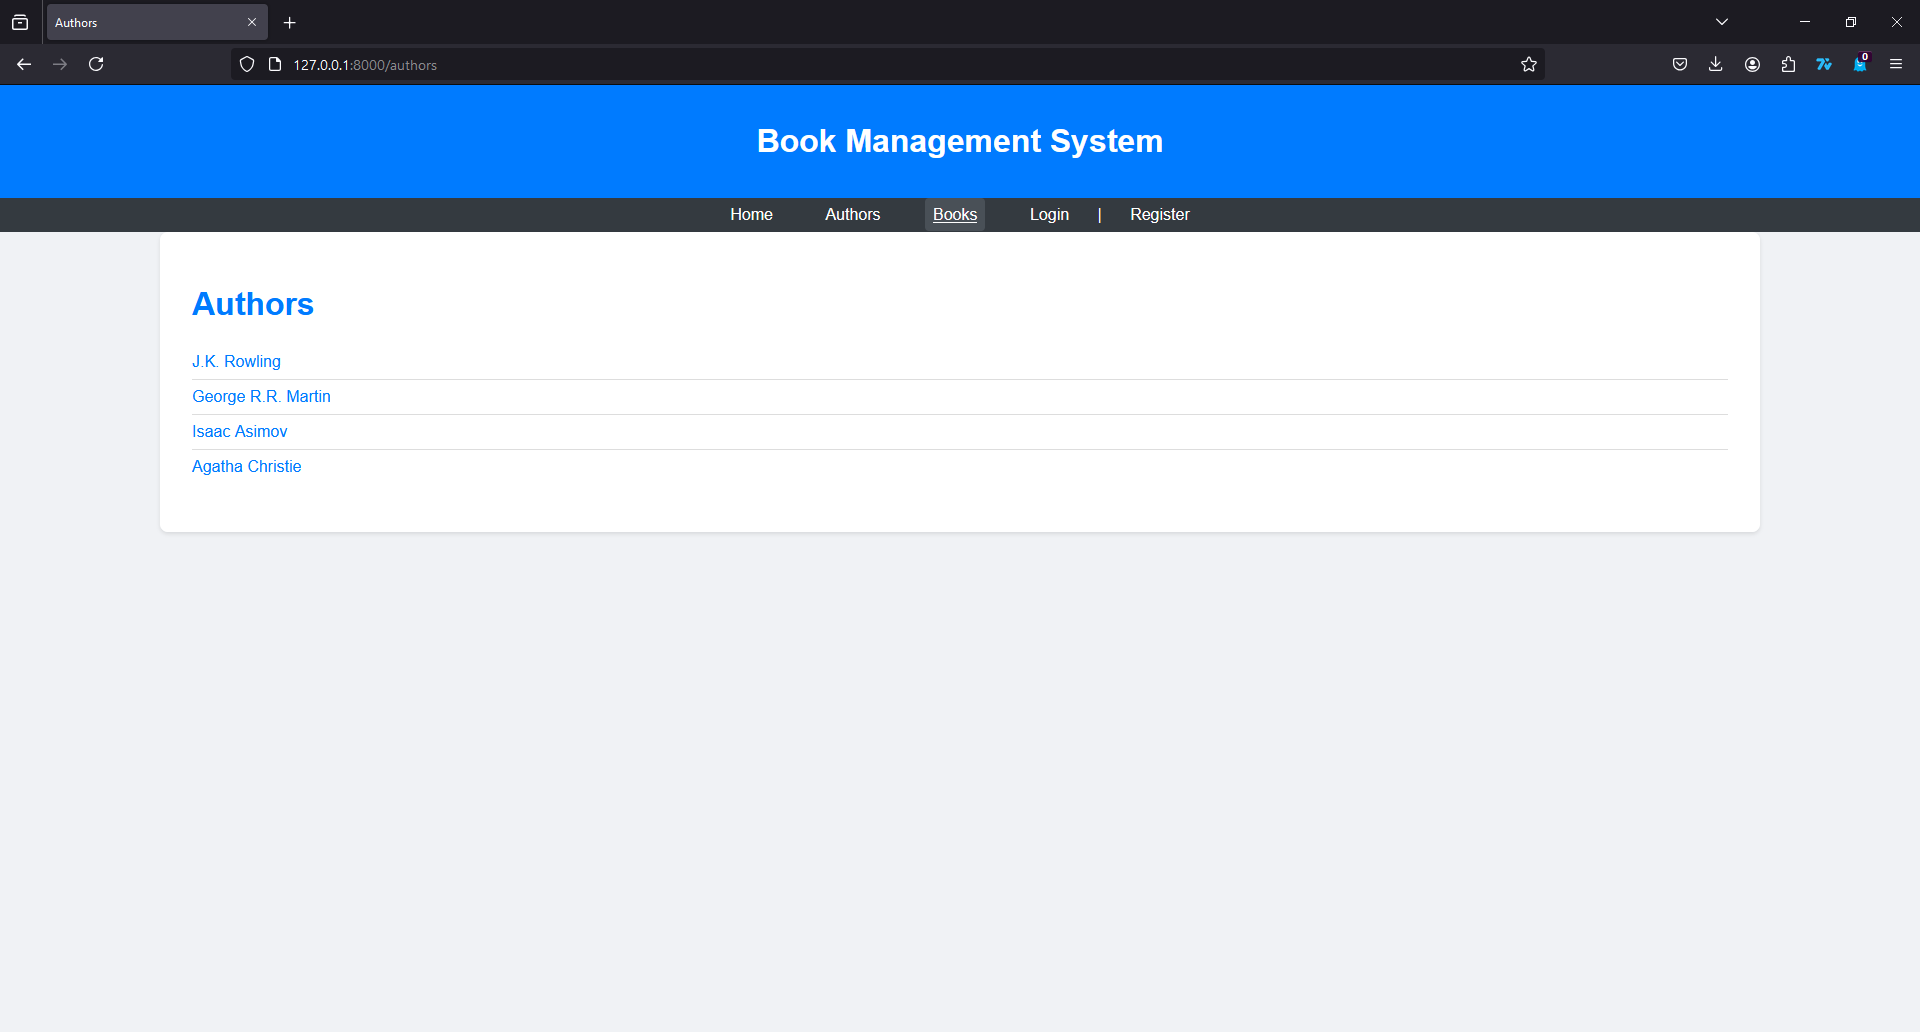 Authors
127.0.0.1:8000/authors
0
Book Management System
Home Authors Books Login | Register
Authors
J.K. Rowling
George R.R. Martin
Isaac Asimov
Agatha Christie